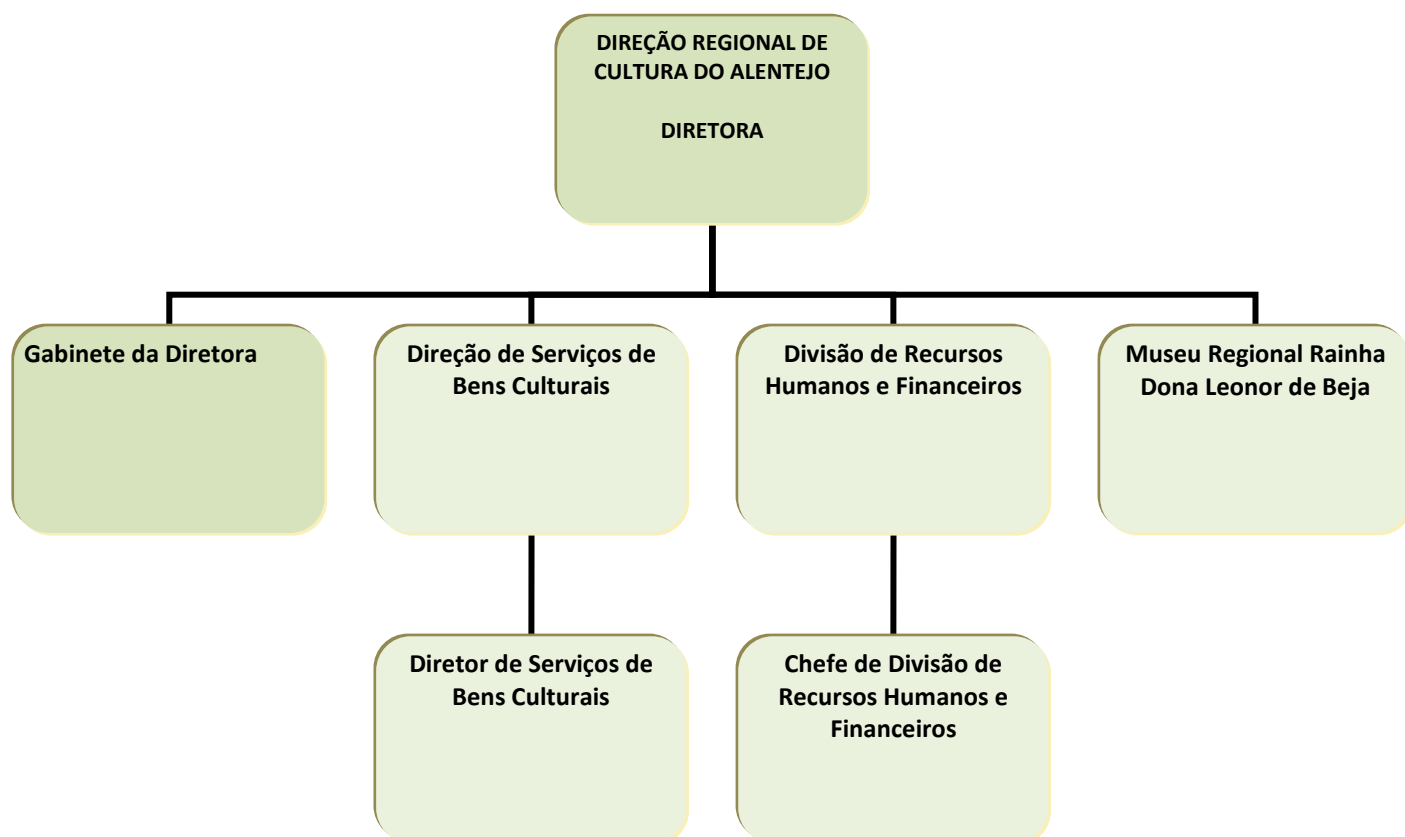 DIREÇÃO REGIONAL DE
CULTURA DO ALENTEJO
DIRETORA
Gabinete da Diretora
Direção de Serviços de
Bens Culturais
Divisão de Recursos
Humanos e Financeiros
Museu Regional Rainha
Dona Leonor de Beja
Diretor de Serviços de
Bens Culturais
Chefe de Divisão de
Recursos Humanos e
Financeiros